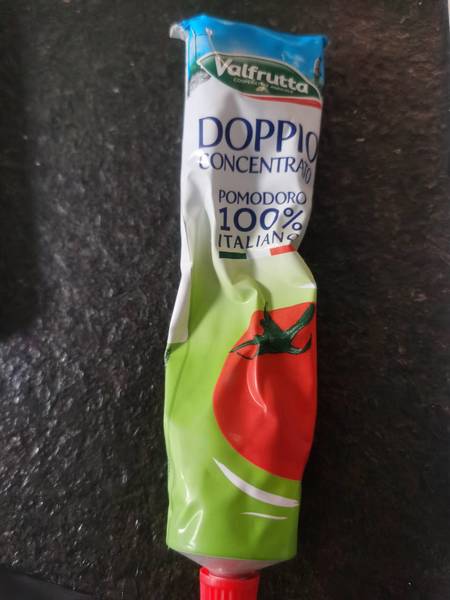 Valfrutta
DOPPIO
CONCENTRATO
POMODORO
100%
ITALIANO